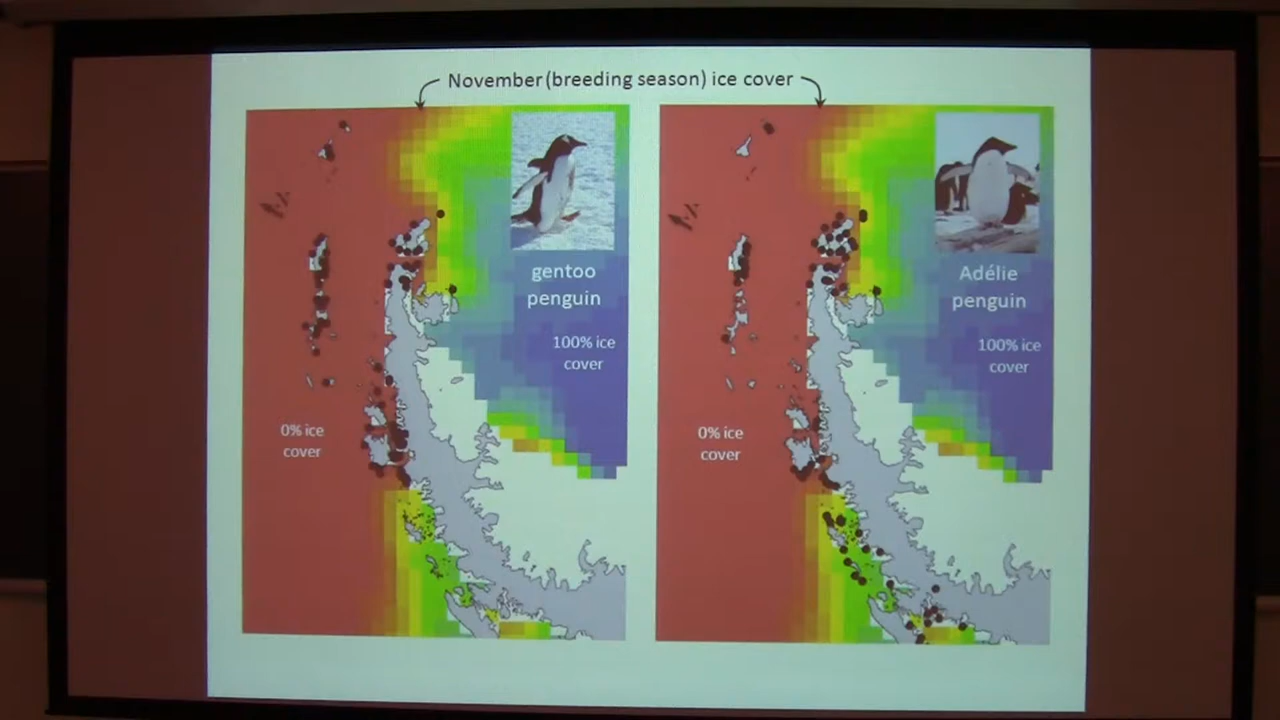 November (breeding season) ice cover
gentoo
penguin
100% ice
cover
0% ice
cover
Adélie
penguin
100% ice
cover
0% ice
cover